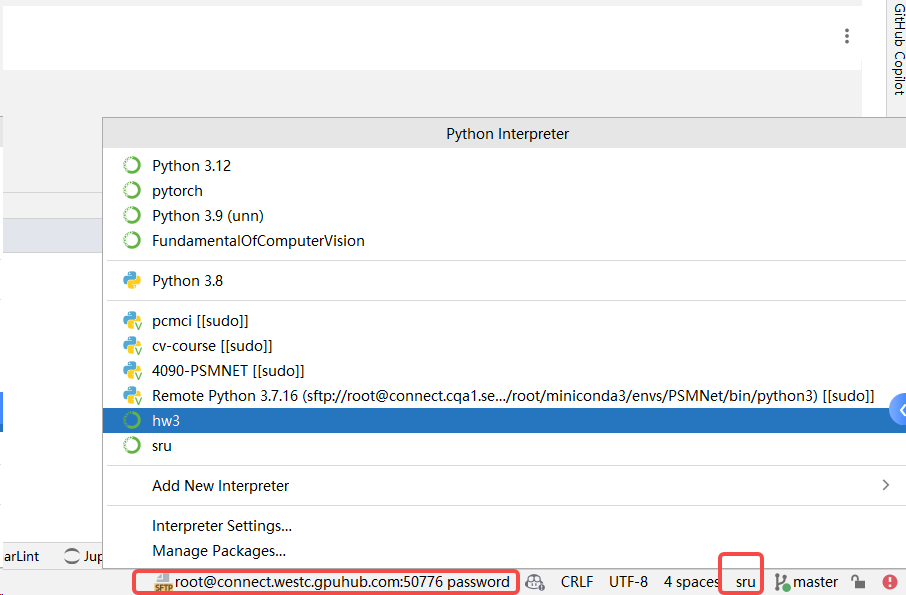 GitHub Copilot
Python Interpreter
Python 3.12
pytorch
Python 3.9 (unn)
FundamentalOfComputerVision
Python 3.8
pcmci [[sudo]]
cv-course [[sudo]]
4090-PSMNET [[sudo]]
Remote Python 3.7.16 (sftp://root@connect.cqa1.se.../root/miniconda3/envs/PSMNet/bin/python3) [[sudo]]
hw3
sru
Add New Interpreter
Interpreter Settings...
Manage Packages...
arLint Jup
SFTP root@connect.westc.gpuhub.com:50776 password CRLF UTF-8 4 spaces sru master